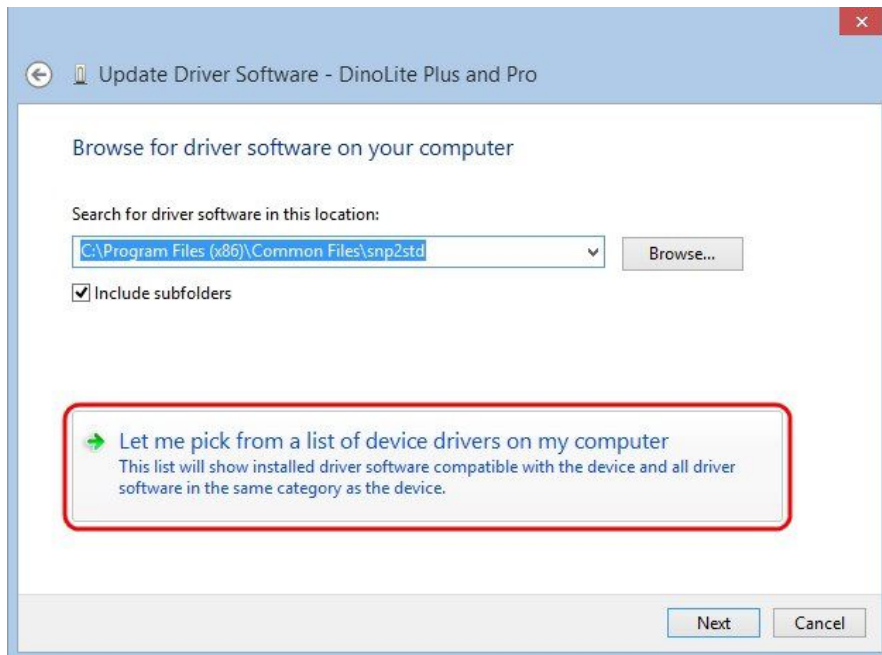 Update Driver Software - DinoLite Plus and Pro
Browse for driver software on your computer
Search for driver software in this location:
C:\Program Files (x86)\Common Files\snp2std
Browse...
Include subfolders
Let me pick from a list of device drivers on my computer
This list will show installed driver software compatible with the device and all driver
software in the same category as the device.
Next
Cancel